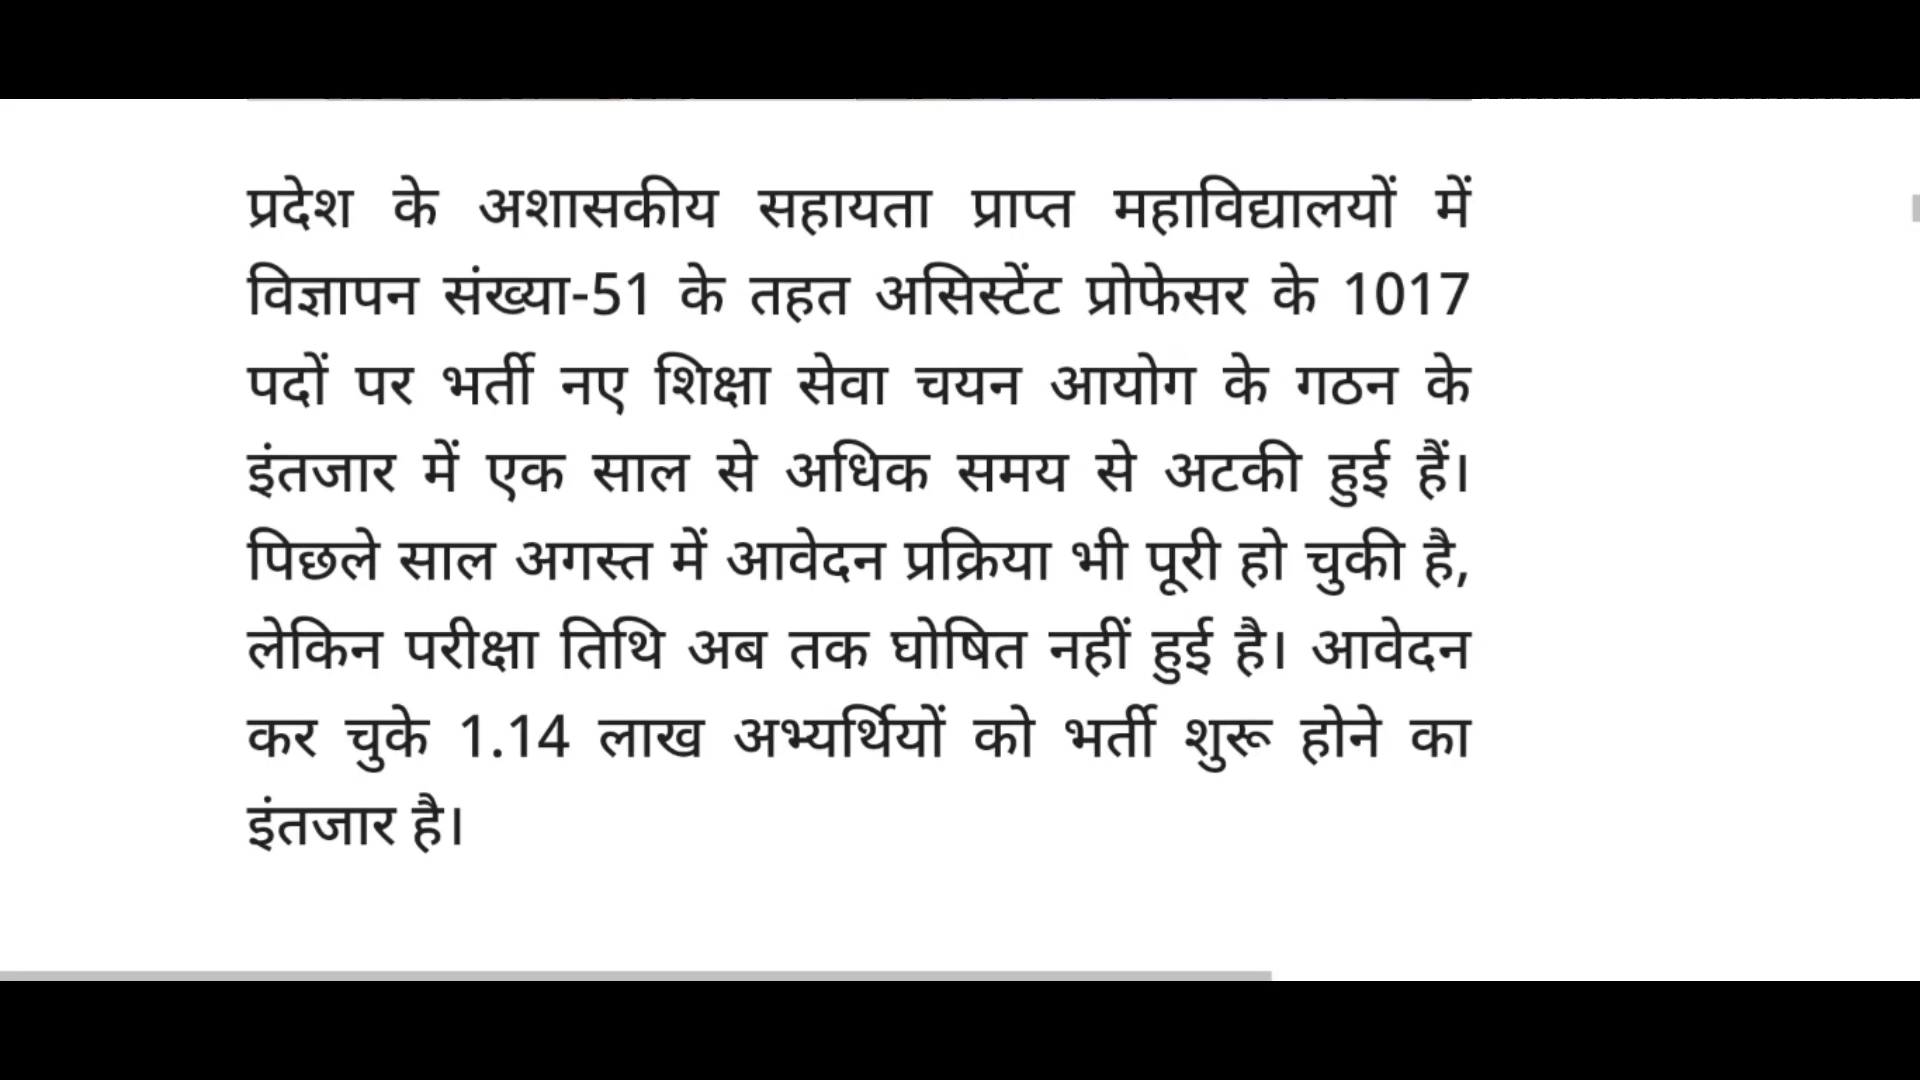 प्रदेश के अशासकीय सहायता प्राप्त महाविद्यालयों में
विज्ञापन संख्या-51 के तहत असिस्टेंट प्रोफेसर के 1017
पदों पर भर्ती नए शिक्षा सेवा चयन आयोग के गठन के
इंतजार में एक साल से अधिक समय से अटकी हुई हैं।
पिछले साल अगस्त में आवेदन प्रक्रिया भी पूरी हो चुकी है,
लेकिन परीक्षा तिथि अब तक घोषित नहीं हुई है। आवेदन
कर चुके 1.14 लाख अभ्यर्थियों को भर्ती शुरू होने का
इंतजार है।